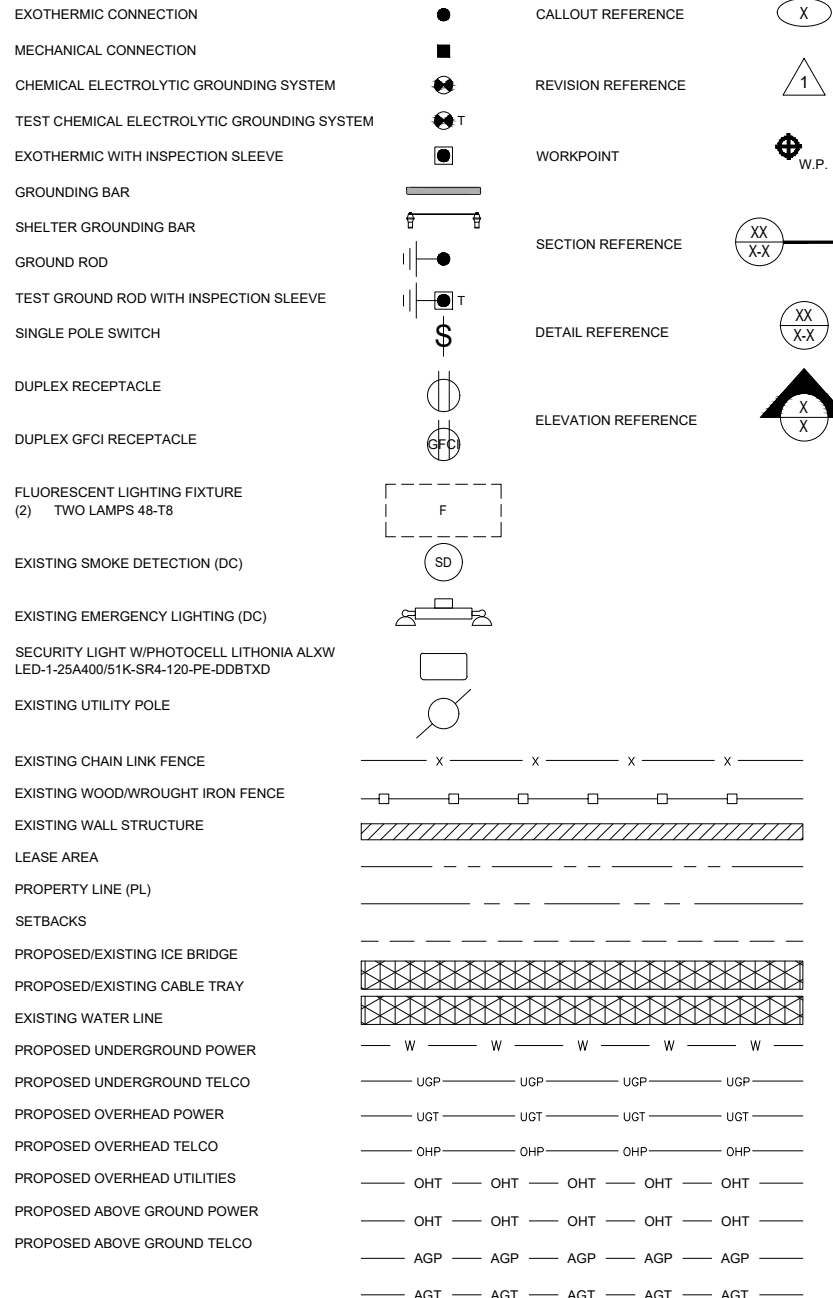 EXOTHERMIC CONNECTION
MECHANICAL CONNECTION
CHEMICAL ELECTROLYTIC GROUNDING SYSTEM
TEST CHEMICAL ELECTROLYTIC GROUNDING SYSTEM T
EXOTHERMIC WITH INSPECTION SLEEVE
GROUNDING BAR
SHELTER GROUNDING BAR
GROUND ROD
TEST GROUND ROD WITH INSPECTION SLEEVE T
SINGLE POLE SWITCH S
DUPLEX RECEPTACLE
DUPLEX GFCI RECEPTACLE GFCI
FLUORESCENT LIGHTING FIXTURE
(2) TWO LAMPS 48-T8 F
EXISTING SMOKE DETECTION (DC) SD
EXISTING EMERGENCY LIGHTING (DC)
SECURITY LIGHT W/PHOTOCELL LITHONIA ALXW
LED-1-25A400/51K-SR4-120-PE-DDBTXD
EXISTING UTILITY POLE
EXISTING CHAIN LINK FENCE X X X X
EXISTING WOOD/WROUGHT IRON FENCE
EXISTING WALL STRUCTURE
LEASE AREA
PROPERTY LINE (PL)
SETBACKS
PROPOSED/EXISTING ICE BRIDGE
PROPOSED/EXISTING CABLE TRAY
EXISTING WATER LINE
PROPOSED UNDERGROUND POWER W W W W W
PROPOSED UNDERGROUND TELCO UGP UGP UGP UGP
PROPOSED OVERHEAD POWER UGT UGT UGT UGT
PROPOSED OVERHEAD TELCO OHP OHP OHP OHP
PROPOSED OVERHEAD UTILITIES OHT OHT OHT OHT OHT
PROPOSED ABOVE GROUND POWER OHT OHT OHT OHT OHT
PROPOSED ABOVE GROUND TELCO AGP AGP AGP AGP AGP
AGT AGT AGT AGT AGT
CALLOUT REFERENCE X
REVISION REFERENCE 1
WORKPOINT W.P.
SECTION REFERENCE
XX
X-X
DETAIL REFERENCE
XX
X-X
ELEVATION REFERENCE
X
X